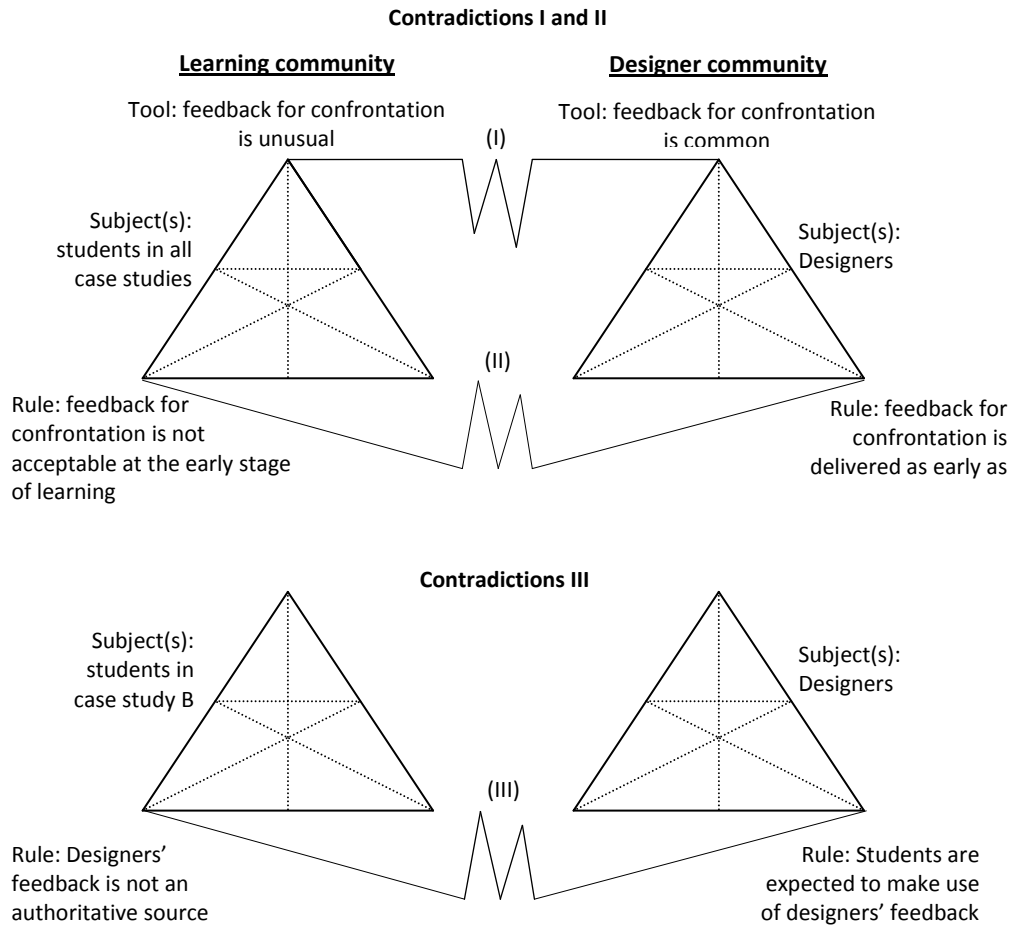 Contradictions I and II
Learning community
Designer community
Tool: feedback for confrontation
is unusual
Tool: feedback for confrontation
is common
(I)
Subject(s):
students in all
case studies
Subject(s):
Designers
(II)
Rule: feedback for
confrontation is not
acceptable at the early stage
of learning
Rule: feedback for
confrontation is
delivered as early as
Contradictions III
Subject(s):
students in
case study B
Subject(s):
Designers
(III)
Rule: Designers’
feedback is not an
authoritative source
Rule: Students are
expected to make use
of designers’ feedback